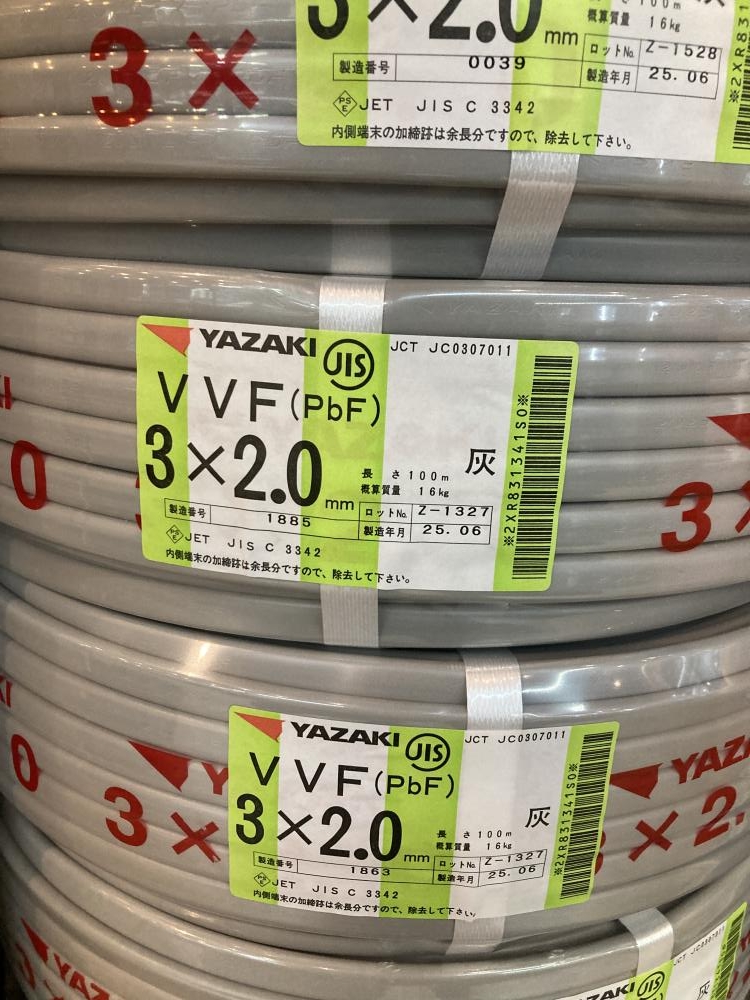 3×
3×2.0 mm
概算質量 16kg
ロットNo. Z-1528
製造番号 0039
製造年月 25.06
PSE JET JIS C 3342
内側端末の加締跡は余長分ですので、除去して下さい。
YAZAKI JIS JCT JC0307011
VVF(PbF)
3×2.0 mm
灰
長さ100m
概算質量 16kg
製造番号 1885
ロットNo. Z-1327
製造年月 25.06
PSE JET JIS C 3342
内側端末の加締跡は余長分ですので、除去して下さい。
※2XR831341S0※
0
3
YAZAKI JIS JCT JC0307011
VVF(PbF)
3×2.0 mm
灰
長さ100m
概算質量 16kg
製造番号 1863
ロットNo. Z-1327
製造年月 25.06
PSE JET JIS C 3342
内側端末の加締跡は余長分ですので、除去して下さい。
※2XR831341S0※
0
3×
YAZ
×2.
YAZAKI JIS
灰